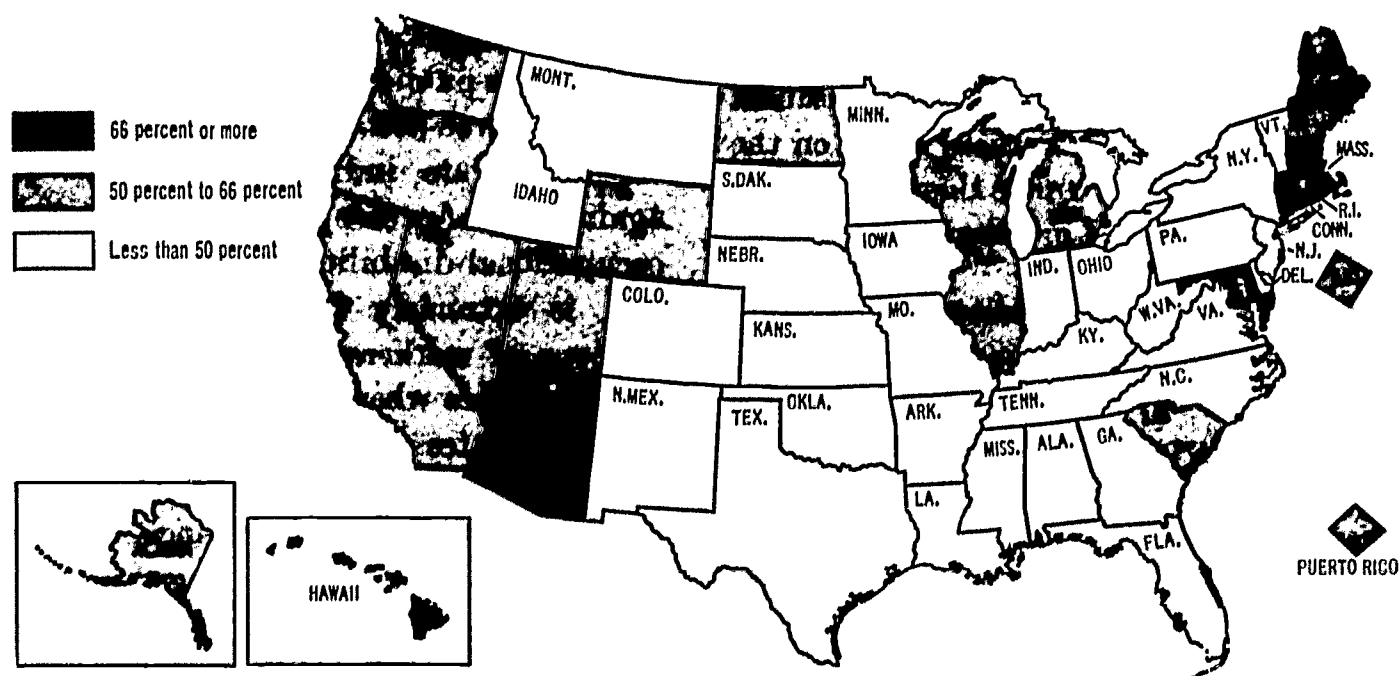 66 percent or more
50 percent to 66 percent
Less than 50 percent
MONT.
MINN.
VT.
N.Y.
MASS.
IDAHO
S.DAK.
R.I.
CONN.
IOWA
PA.
N.J.
NEBR.
IND.
OHIO
DEL.
COLO.
MO.
W.VA.
VA.
KANS.
KY.
N.C.
N.MEX.
OKLA.
TENN.
TEX.
ARK.
MISS.
ALA.
GA.
LA.
FLA.
PUERTO RICO
HAWAII